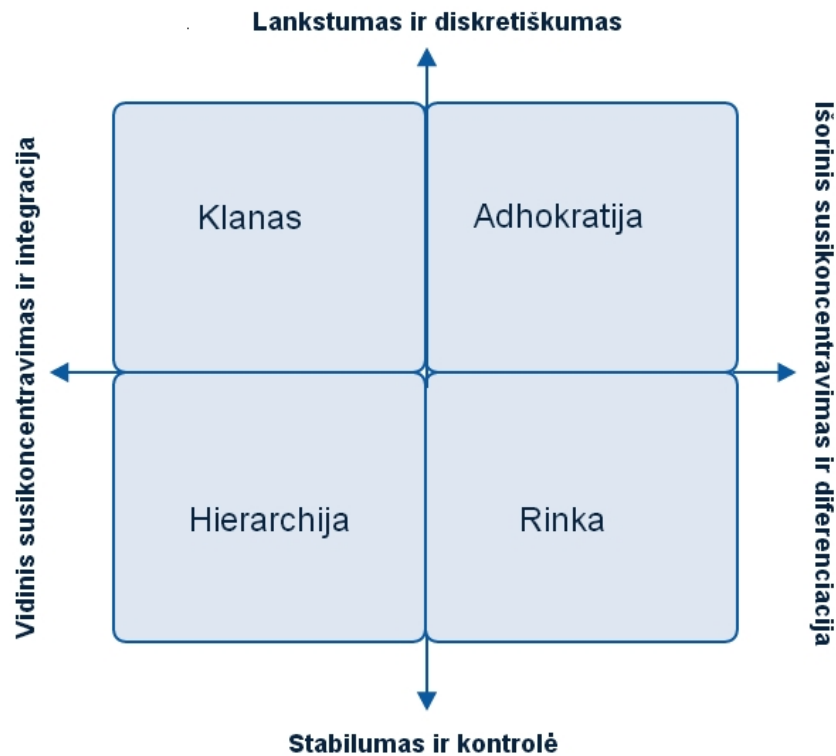 Lankstumas ir diskretiškumas
Vidinis susikoncentravimas ir integracija
Išorinis susikoncentravimas ir diferenciacija
Klanas
Adhokratija
Hierarchija
Rinka
Stabilumas ir kontrolė